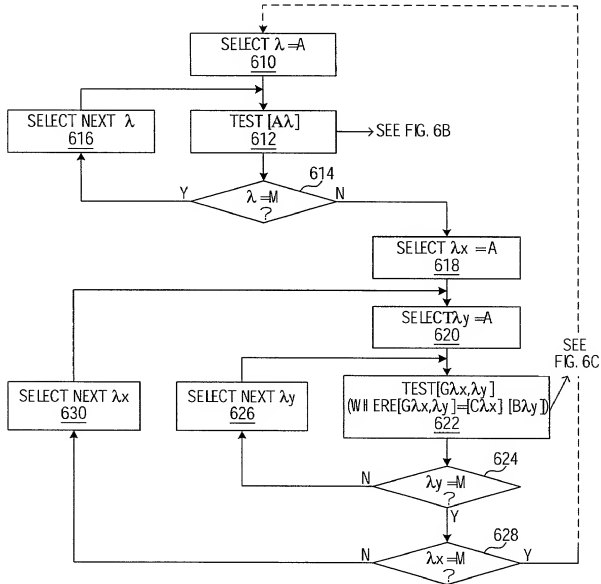 SELECT λ =A
610
SELECT NEXT λ
616
TEST [Aλ]
612
SEE FIG. 6B
614
Y
λ =M
?
N
SELECT λx =A
618
SELECTλy =A
620
SEE
FIG. 6C
SELECT NEXT λx
630
SELECT NEXT λy
626
TEST[Gλx,λy]
(WHERE[Gλx,λy]=[Cλx] [Bλy])
622
624
N
λy =M
?
Y
628
N
λx =M
?
Y